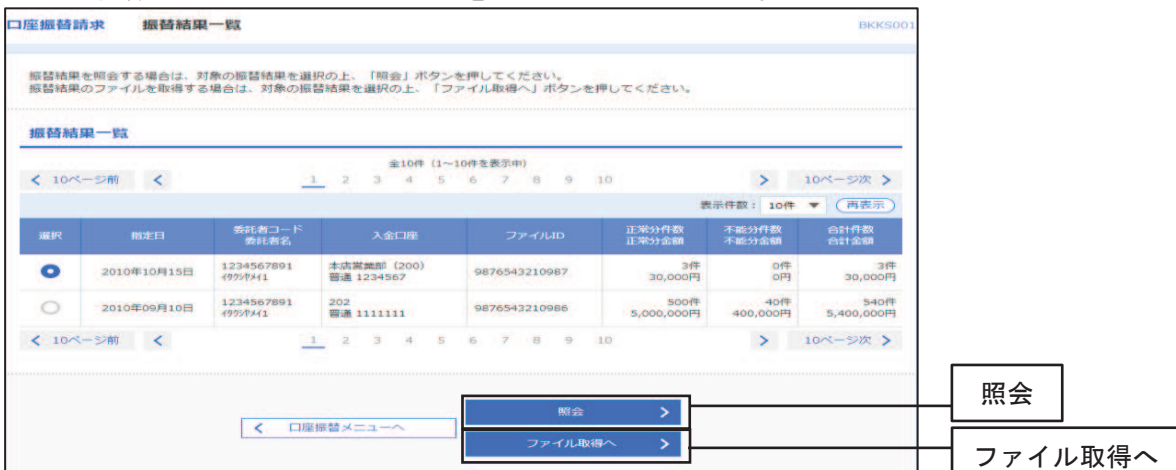 口座振替請求 振替結果一覧 BKKS001
振替結果を照会する場合は、対象の振替結果を選択の上、「照会」ボタンを押してください。
振替結果のファイルを取得する場合は、対象の振替結果を選択の上、「ファイル取得へ」ボタンを押してください。
振替結果一覧
全10件（1～10件を表示中）
10ページ前 1 2 3 4 5 6 7 8 9 10 10ページ次
表示件数： 10件 再表示
選択 指定日 委託者コード 委託者名 入金口座 ファイルID 正常分件数 正常分金額 不能分件数 不能分金額 合計件数 合計金額
2010年10月15日 1234567891 ｲﾀｸｼﾔﾒｲ1 本店営業部（200） 普通 1234567 9876543210987 3件 30,000円 0件 0円 3件 30,000円
2010年09月10日 1234567891 ｲﾀｸｼﾔﾒｲ1 202 普通 1111111 9876543210986 500件 5,000,000円 40件 400,000円 540件 5,400,000円
10ページ前 1 2 3 4 5 6 7 8 9 10 10ページ次
照会
照会
口座振替メニューへ
ファイル取得へ
ファイル取得へ